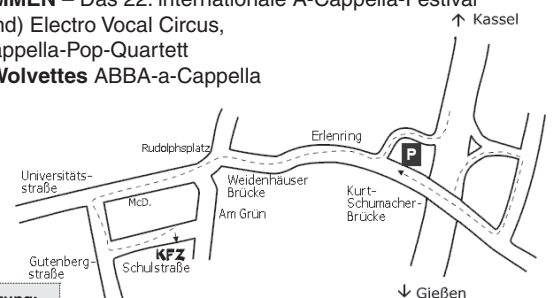 MMEN – Das 22. internationale A-Cappella-Festival
nd) Electro Vocal Circus,
appella-Pop-Quartett
Wolvettes ABBA-a-Cappella
↑ Kassel
Erlenring
Rudolphsplatz
P
Universitäts-
straße
Weidenhäuser
Brücke
McD.
Kurt-
Schumacher-
Brücke
Am Grün
KFZ
Schulstraße
Gutenberg-
straße
↓ Gießen